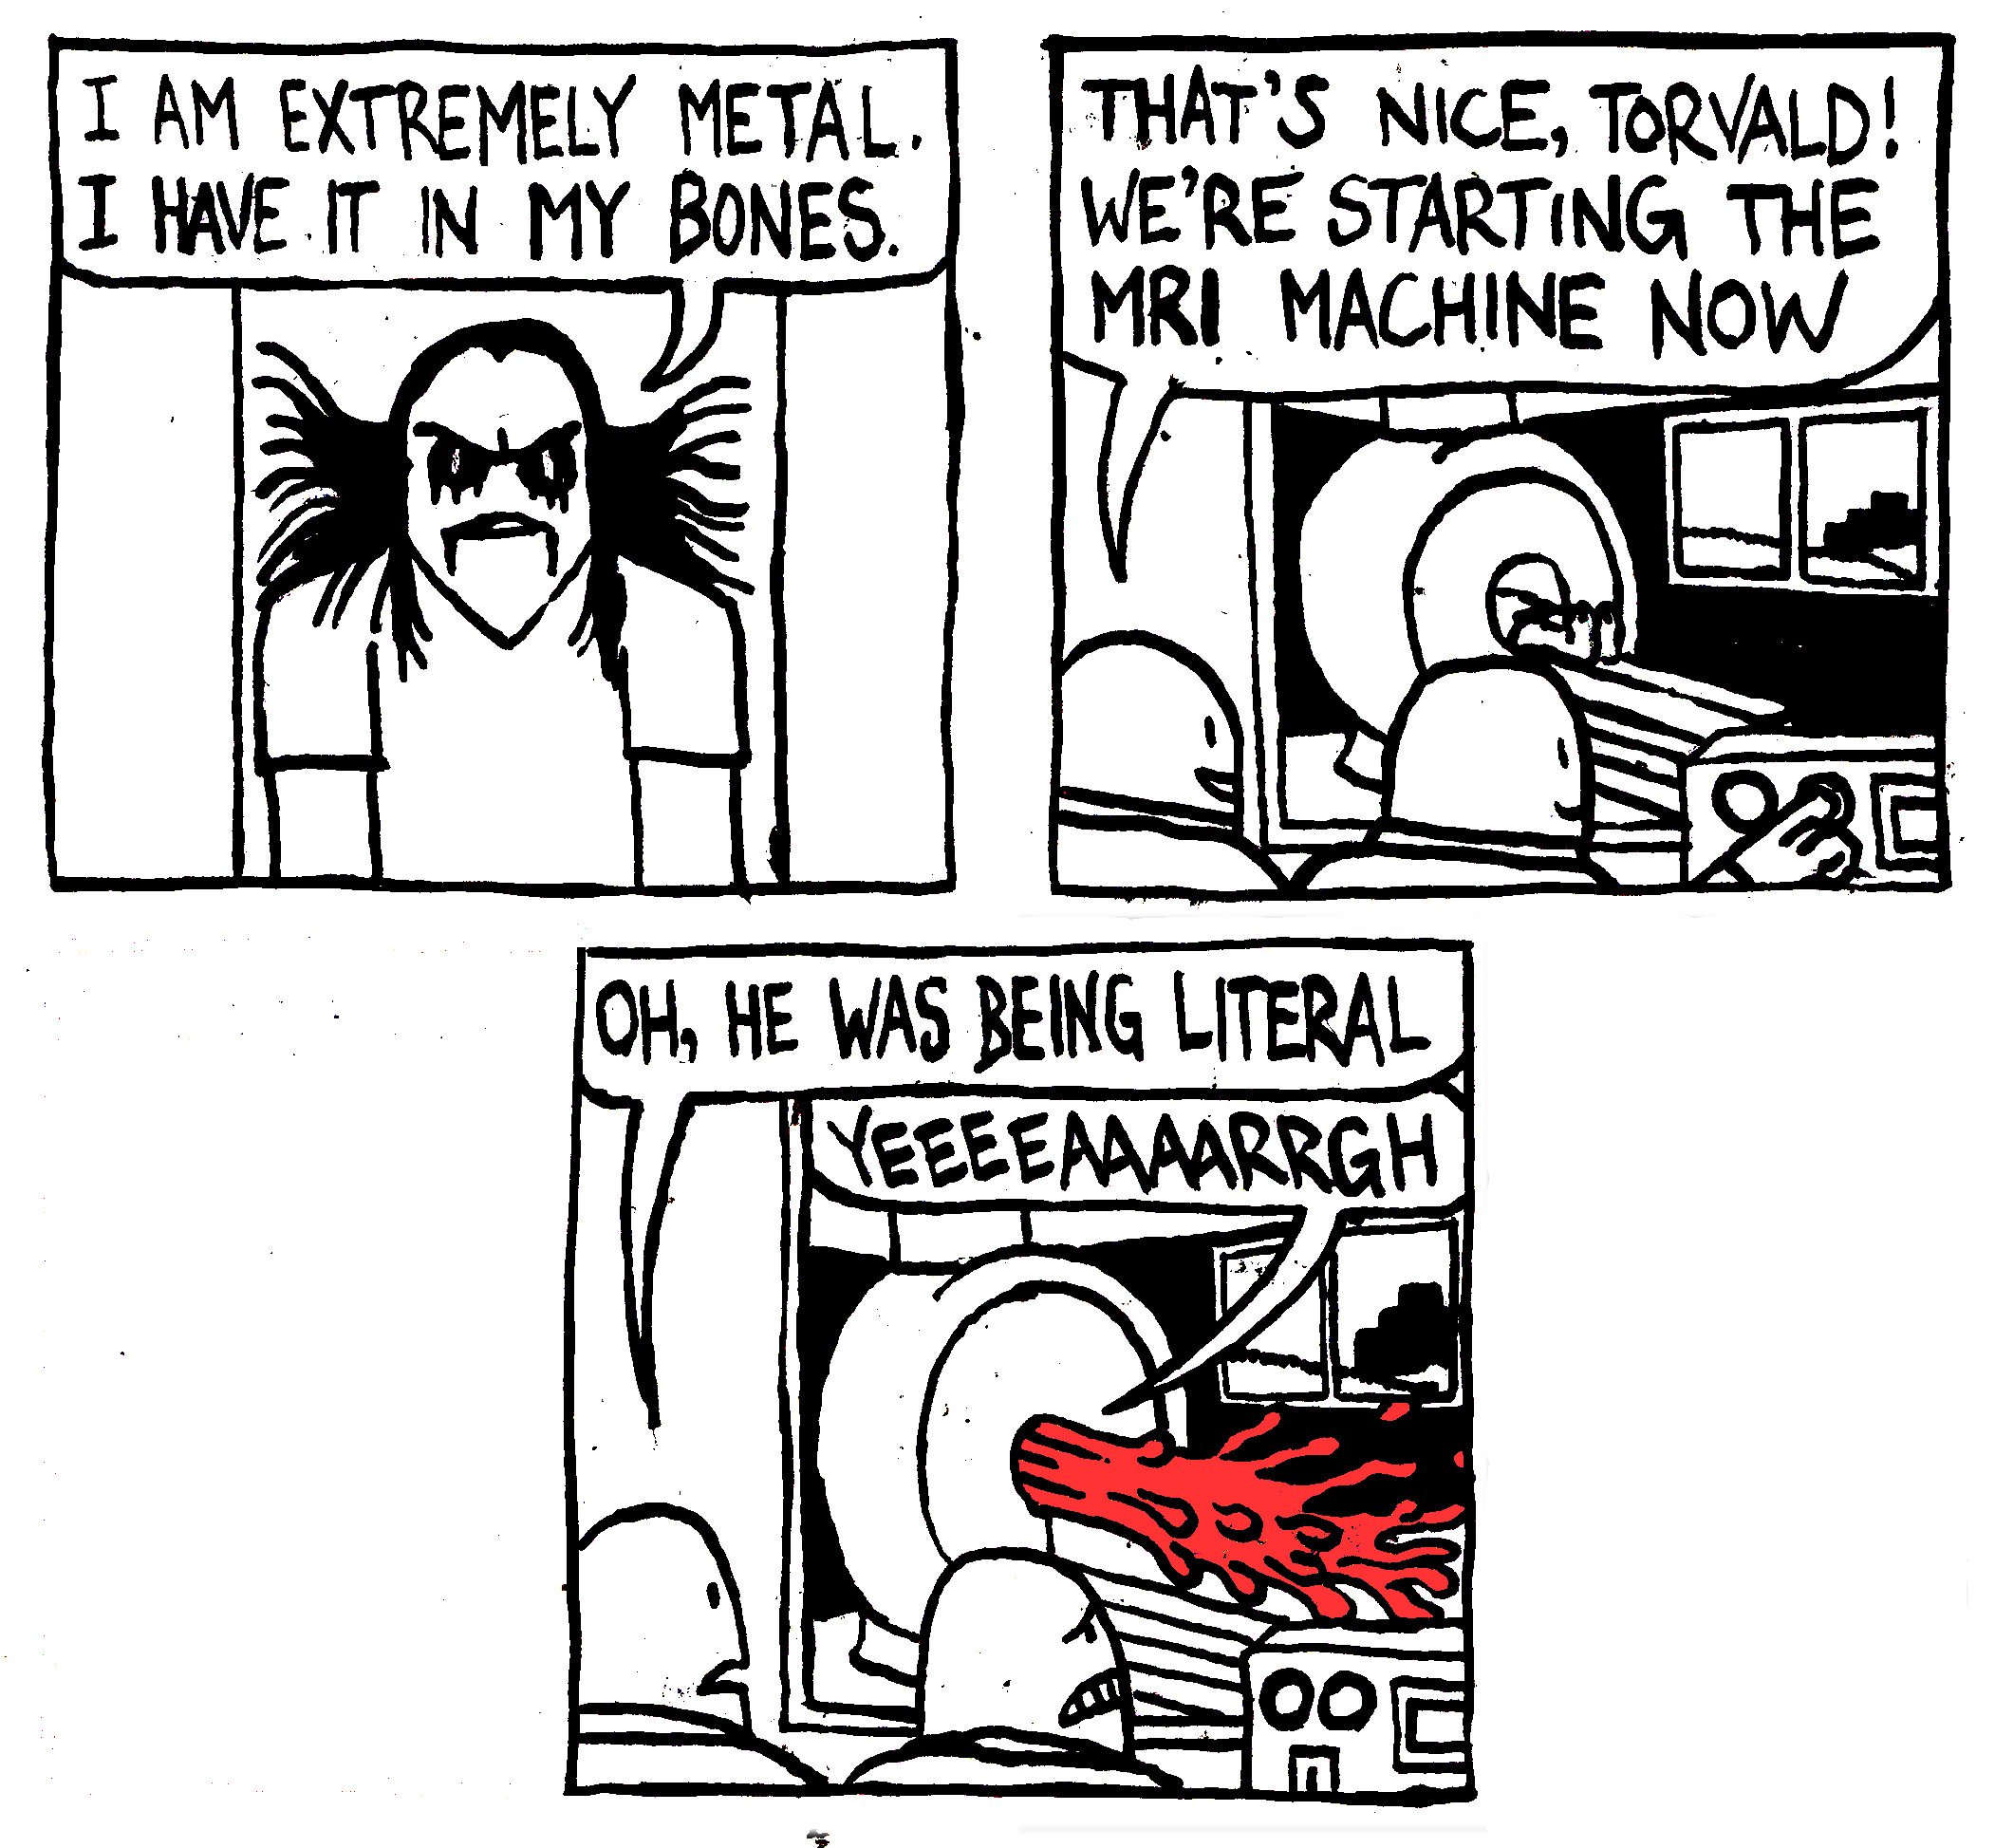 I AM EXTREMELY METAL.
I HAVE IT IN MY BONES.
THAT'S NICE, TORVALD!
WE'RE STARTING THE
MRI MACHINE NOW
OH, HE WAS BEING LITERAL
YEEEEAAAARRGH